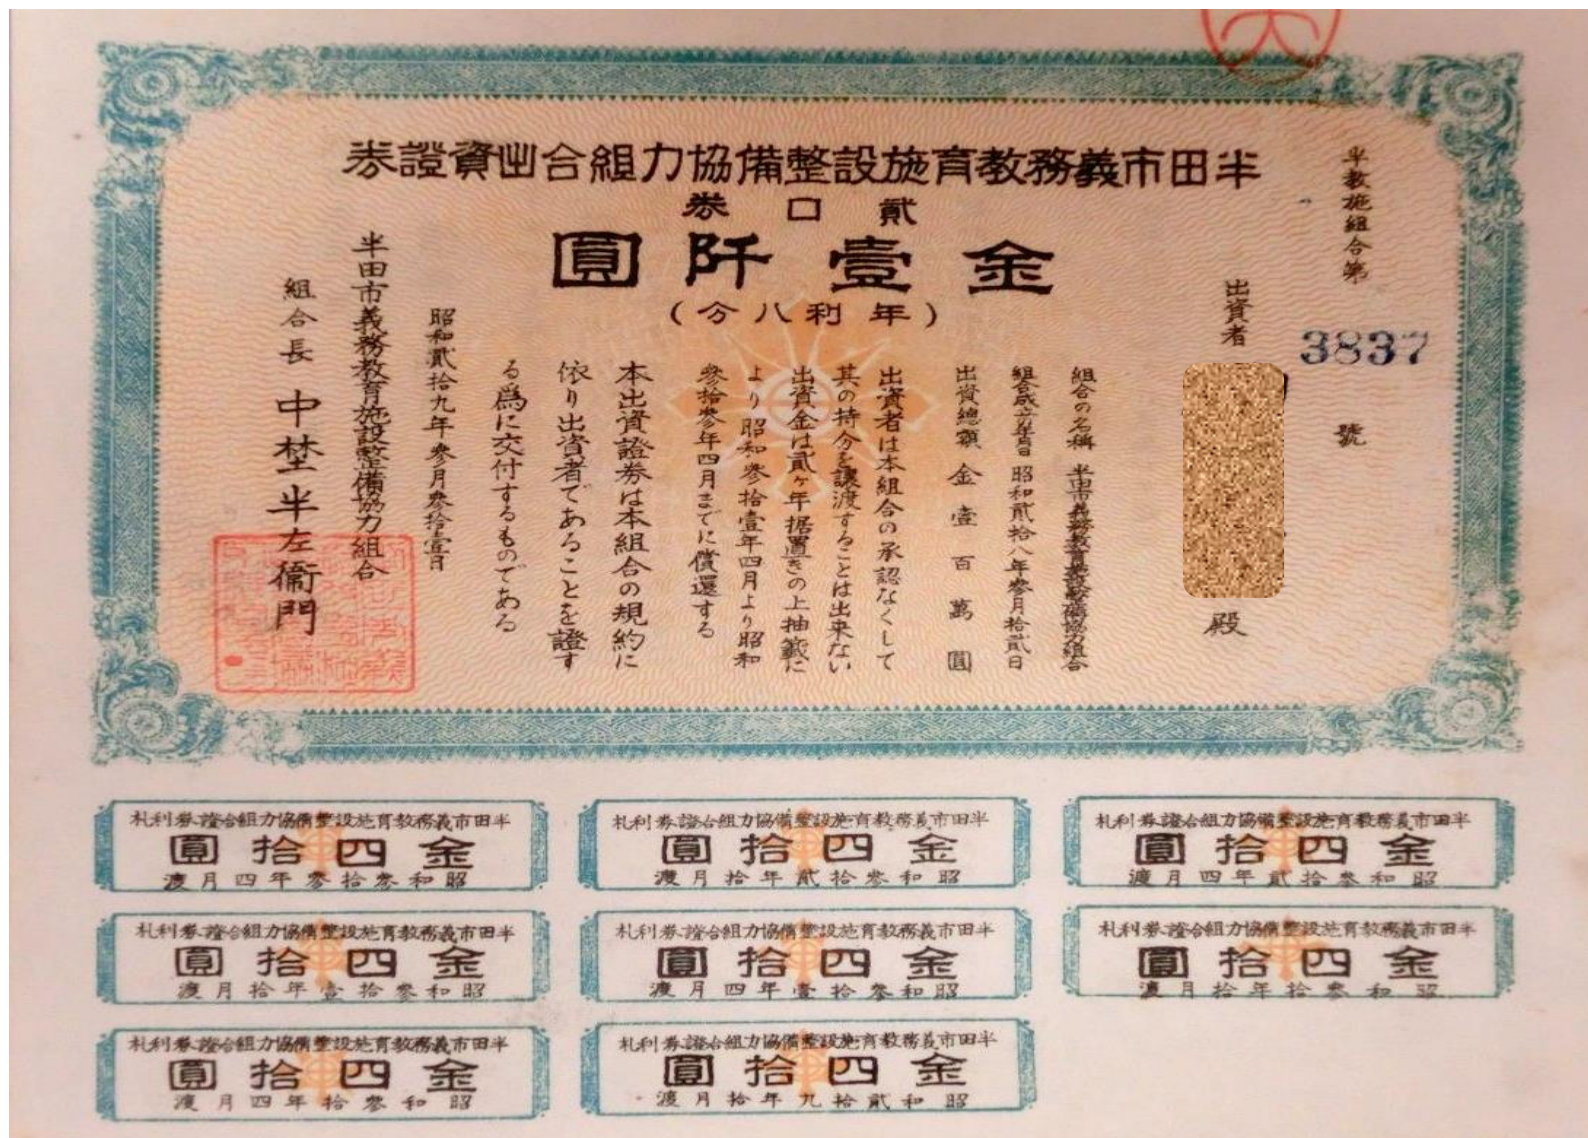 半田市義務教育施設整備協力組合出資證券
貳口券
金壹阡圓
(年利八分)
半教施組合第
3837
號
出資者
殿
組合の名稱 半田市義務教育施設整備協力組合
組合成立年月日 昭和貳拾八年參月拾貳日
出資總額 金壹百萬圓
出資者は本組合の承認なくして
其の持分を讓渡することは出来ない
出資金は貳ヶ年据置きの上抽籤に
より昭和參拾壹年四月より昭和
參拾參年四月までに償還する
本出資證券は本組合の規約に
依り出資者であることを證す
る爲に交付するものである
昭和貳拾九年參月參拾壹日
半田市義務教育施設整備協力組合
組合長 中埜半左衞門
半田市義務教育施設整備協力組合證券利札
金四拾圓
昭和參拾貳年四月渡
半田市義務教育施設整備協力組合證券利札
金四拾圓
昭和參拾貳年拾月渡
半田市義務教育施設整備協力組合證券利札
金四拾圓
昭和參拾參年四月渡
半田市義務教育施設整備協力組合證券利札
金四拾圓
昭和參拾年拾月渡
半田市義務教育施設整備協力組合證券利札
金四拾圓
昭和參拾壹年四月渡
半田市義務教育施設整備協力組合證券利札
金四拾圓
昭和參拾壹年拾月渡
半田市義務教育施設整備協力組合證券利札
金四拾圓
昭和貳拾九年拾月渡
半田市義務教育施設整備協力組合證券利札
金四拾圓
昭和參拾年四月渡